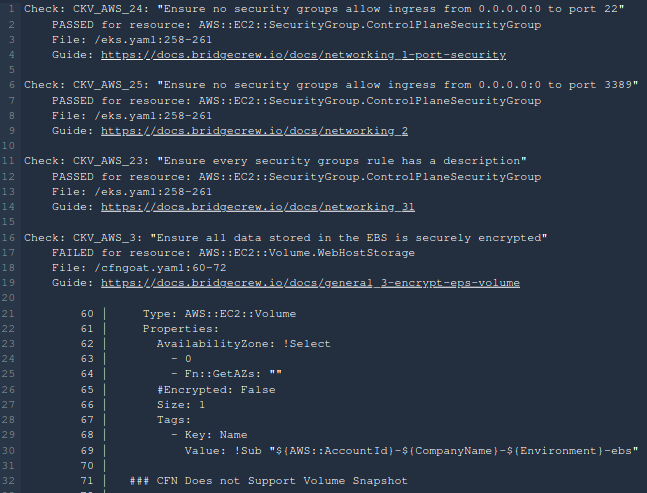 1 Check: CKV_AWS_24: "Ensure no security groups allow ingress from 0.0.0.0:0 to port 22"
2 PASSED for resource: AWS::EC2::SecurityGroup.ControlPlaneSecurityGroup
3 File: /eks.yaml:258-261
4 Guide: https://docs.bridgecrew.io/docs/networking_1-port-security
5
6 Check: CKV_AWS_25: "Ensure no security groups allow ingress from 0.0.0.0:0 to port 3389"
7 PASSED for resource: AWS::EC2::SecurityGroup.ControlPlaneSecurityGroup
8 File: /eks.yaml:258-261
9 Guide: https://docs.bridgecrew.io/docs/networking_2
10
11 Check: CKV_AWS_23: "Ensure every security groups rule has a description"
12 PASSED for resource: AWS::EC2::SecurityGroup.ControlPlaneSecurityGroup
13 File: /eks.yaml:258-261
14 Guide: https://docs.bridgecrew.io/docs/networking_31
15
16 Check: CKV_AWS_3: "Ensure all data stored in the EBS is securely encrypted"
17 FAILED for resource: AWS::EC2::Volume.WebHostStorage
18 File: /cfngoat.yaml:60-72
19 Guide: https://docs.bridgecrew.io/docs/general_3-encrypt-eps-volume
20
21 60 | Type: AWS::EC2::Volume
22 61 | Properties:
23 62 | AvailabilityZone: !Select
24 63 | - 0
25 64 | - Fn::GetAZs: ""
26 65 | #Encrypted: False
27 66 | Size: 1
28 67 | Tags:
29 68 | - Key: Name
30 69 | Value: !Sub "${AWS::AccountId}-${CompanyName}-${Environment}-ebs"
31 70 |
32 71 | ### CFN Does not Support Volume Snapshot